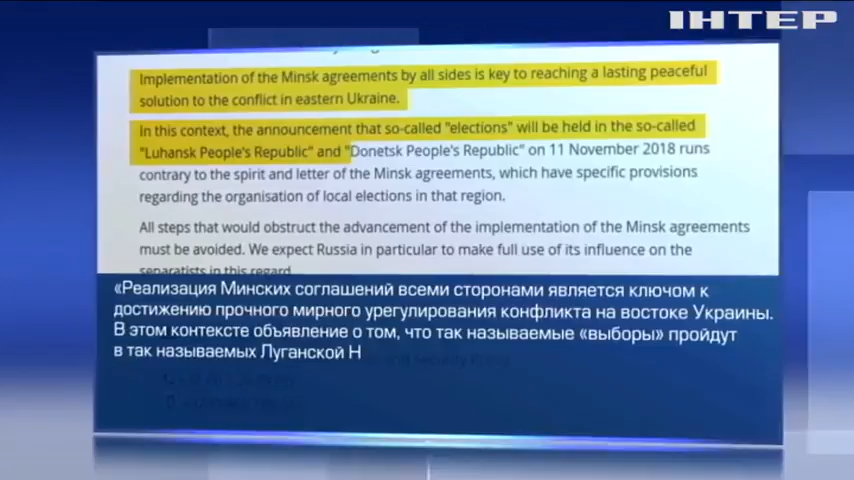 ІНТЕР
Implementation of the Minsk agreements by all sides is key to reaching a lasting peaceful
solution to the conflict in eastern Ukraine.
In this context, the announcement that so-called "elections" will be held in the so-called
"Luhansk People's Republic" and "Donetsk People's Republic" on 11 November 2018 runs
contrary to the spirit and letter of the Minsk agreements, which have specific provisions
regarding the organisation of local elections in that region.
All steps that would obstruct the advancement of the implementation of the Minsk agreements
must be avoided. We expect Russia in particular to make full use of its influence on the
separatists in this regard
«Реализация Минских соглашений всеми сторонами является ключом к
достижению прочного мирного урегулирования конфликта на востоке Украины.
В этом контексте объявление о том, что так называемые «выборы» пройдут
в так называемых Луганской Н